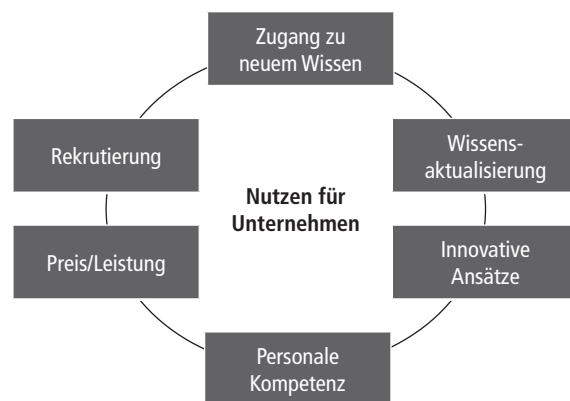 Zugang zu
neuem Wissen
Rekrutierung
Wissens-
aktualisierung
Nutzen für
Unternehmen
Preis/Leistung
Innovative
Ansätze
Personale
Kompetenz